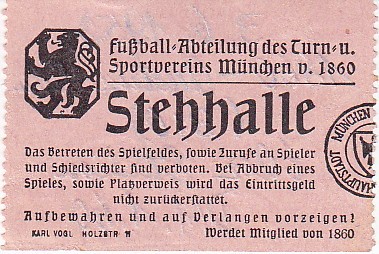 Fußball-Abteilung des Turn- u.
Sportvereins München v. 1860
Stehhalle
Das Betreten des Spielfeldes, sowie Zurufe an Spieler
und Schiedsrichter sind verboten. Bei Abbruch eines
Spieles, sowie Platzverweis wird das Eintrittsgeld
nicht zurückerstattet.
Aufbewahren und auf Verlangen vorzeigen!
KARL VOGL HOLZSTR 11 Werdet Mitglied von 1860
HAUPTSTADT MÜNCHEN